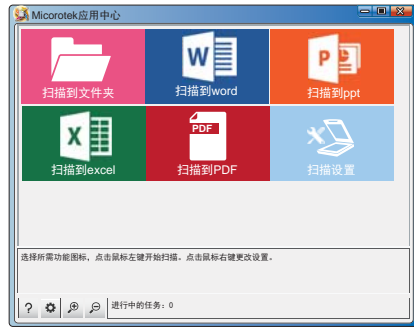 Micorotek应用中心
扫描到文件夹
扫描到word
扫描到ppt
扫描到excel
扫描到PDF
扫描设置
选择所需功能图标，点击鼠标左键开始扫描。点击鼠标右键更改设置。
进行中的任务：0